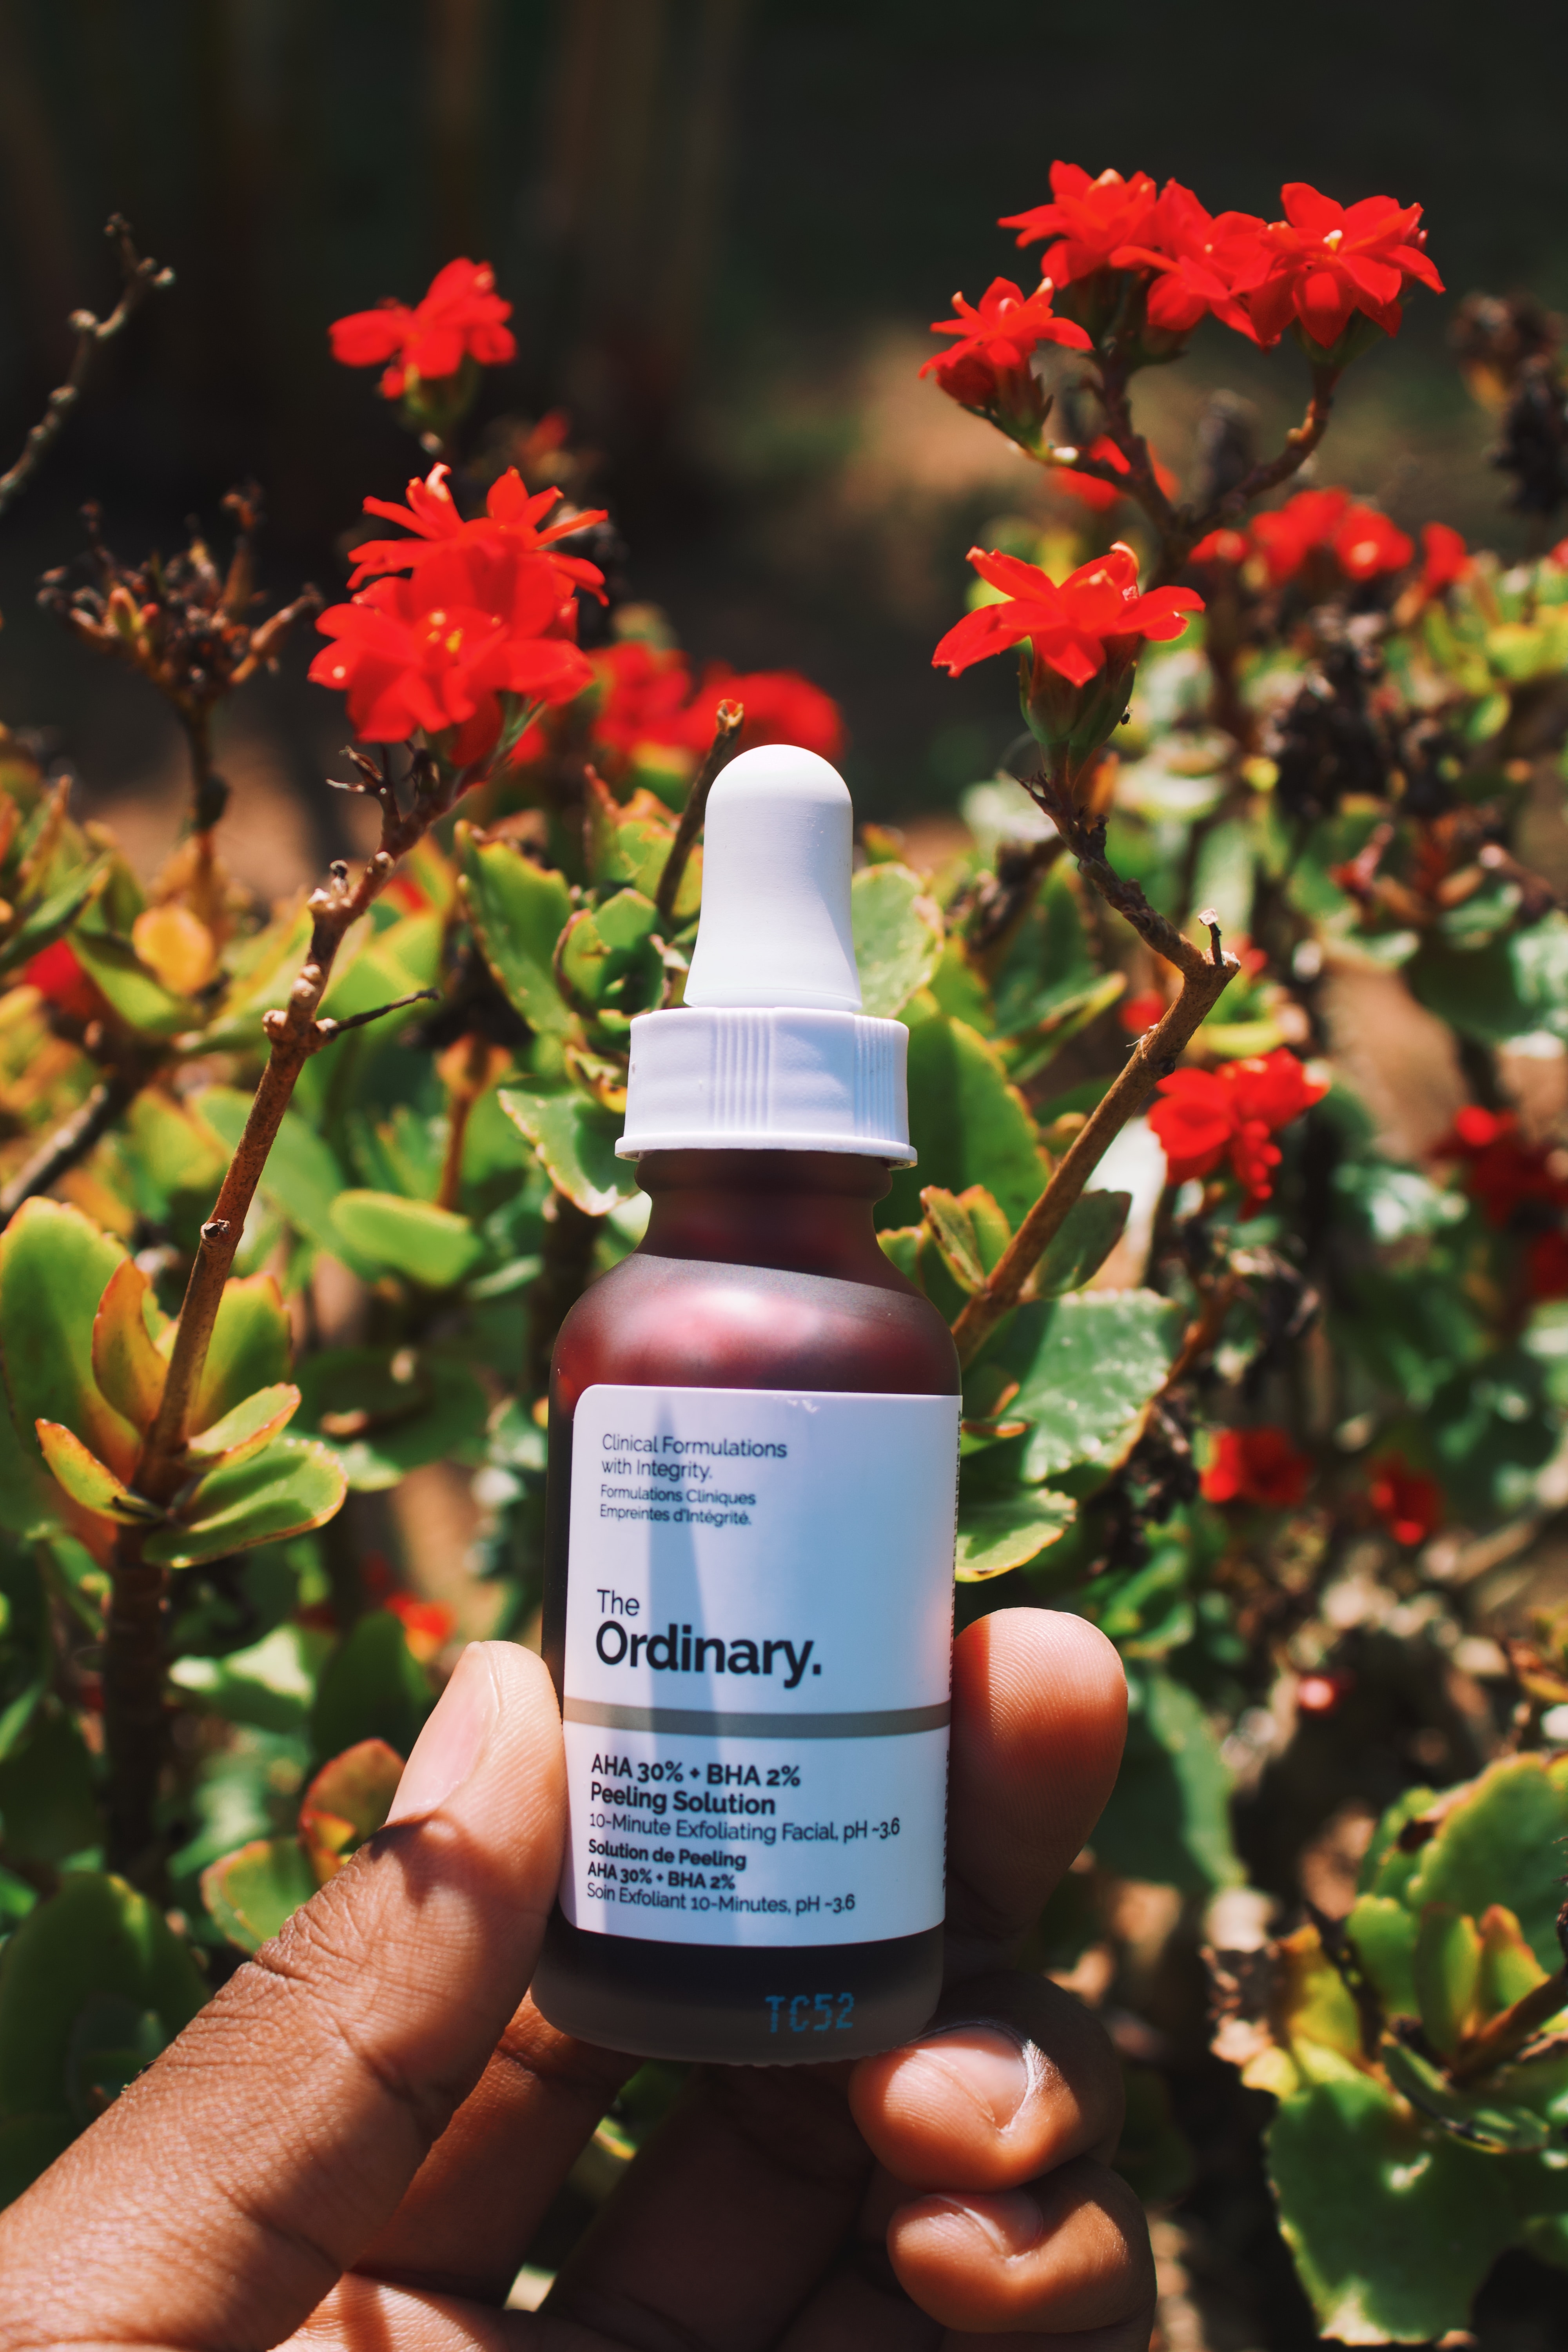 Clinical Formulations
with Integrity.
Formulations Cliniques
Empreintes d'Intégrité.
The
Ordinary.
AHA 30% + BHA 2%
Peeling Solution
10-Minute Exfoliating Facial, pH ~3.6
Solution de Peeling
AHA 30% + BHA 2%
Soin Exfoliant 10-Minutes, pH ~3.6
TC52